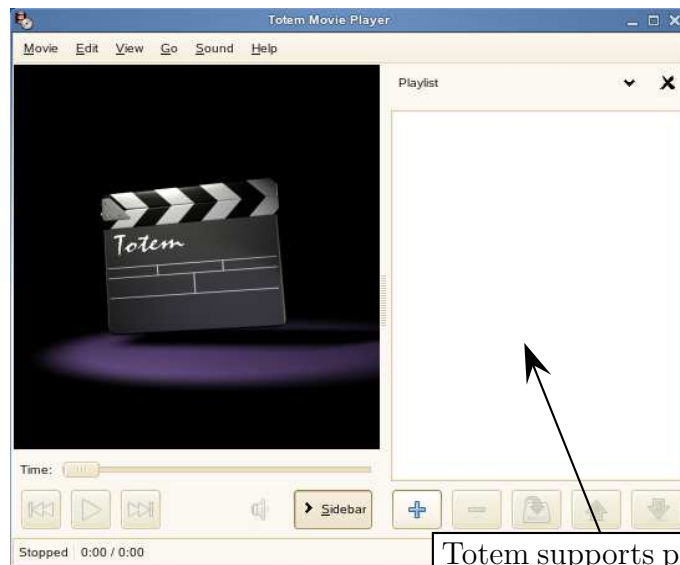 Totem Movie Player
Movie Edit View Go Sound Help
Playlist
Totem
Time:
Sidebar
Stopped 0:00 / 0:00
Totem supports p